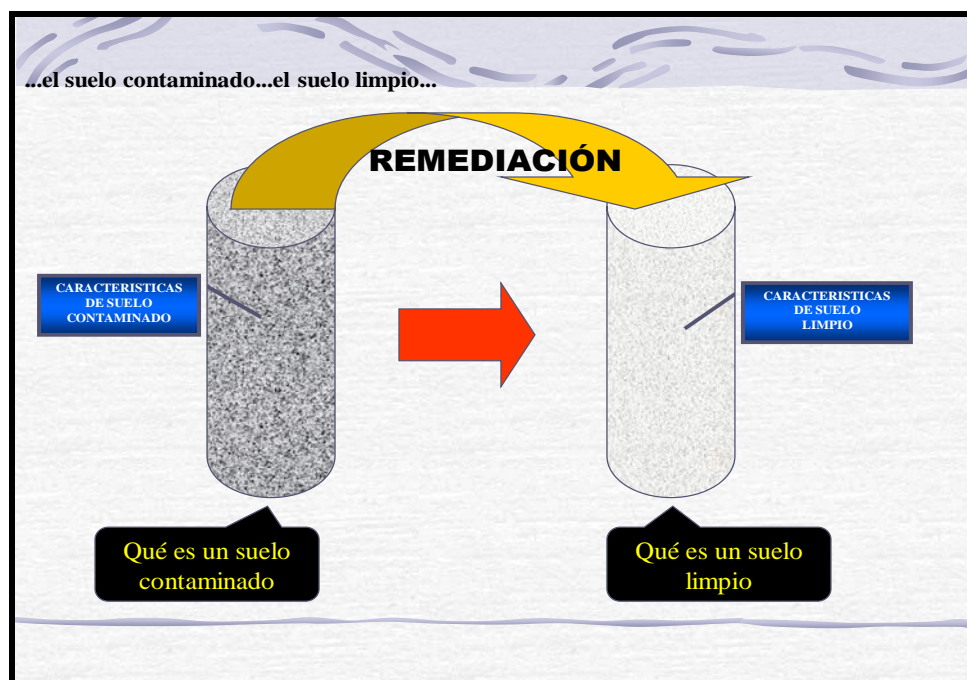 ...el suelo contaminado...el suelo limpio...
REMEDIACIÓN
CARACTERISTICAS
DE SUELO
CONTAMINADO
CARACTERISTICAS
DE SUELO
LIMPIO
Qué es un suelo
contaminado
Qué es un suelo
limpio